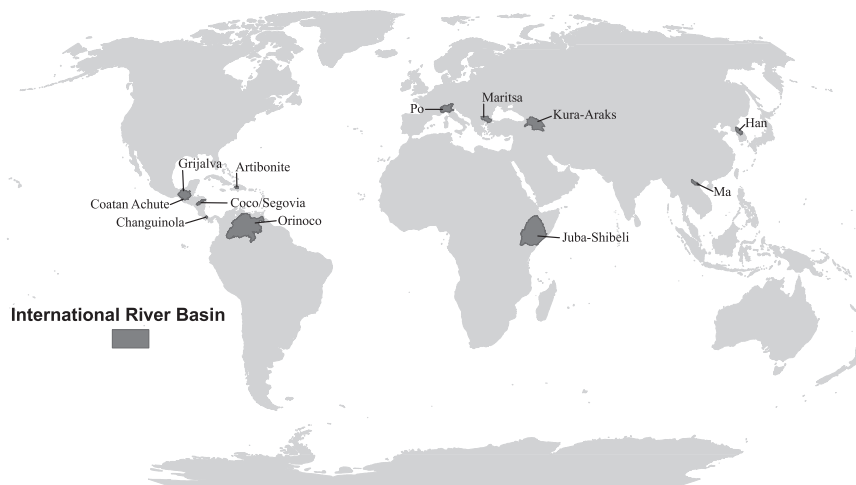 Maritsa
Po
Kura-Araks
Han
Grijalva
Artibonite
Ma
Coatan Achute
Coco/Segovia
Changuinola
Orinoco
Juba-Shibeli
International River Basin